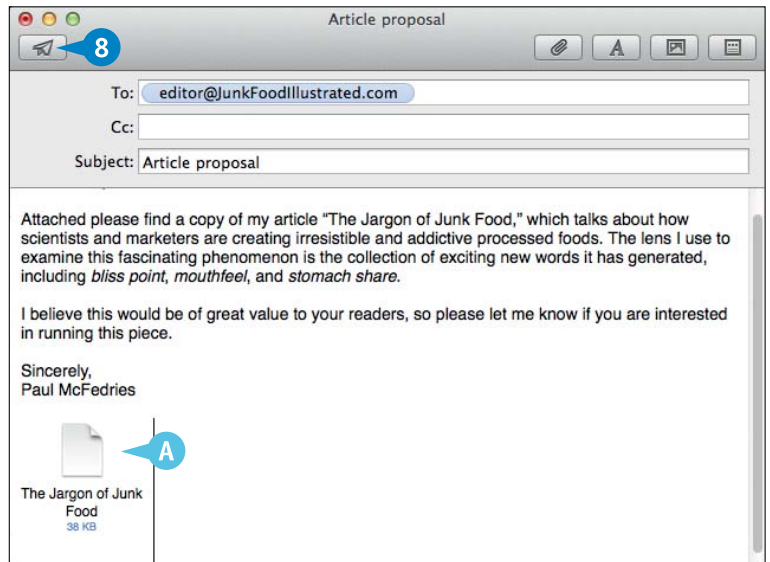 Article proposal
8
A
To: editor@JunkFoodIllustrated.com
Cc:
Subject: Article proposal
Attached please find a copy of my article “The Jargon of Junk Food,” which talks about how
scientists and marketers are creating irresistible and addictive processed foods. The lens I use to
examine this fascinating phenomenon is the collection of exciting new words it has generated,
including bliss point, mouthfeel, and stomach share.
I believe this would be of great value to your readers, so please let me know if you are interested
in running this piece.
Sincerely,
Paul McFedries
A
The Jargon of Junk
Food
38 KB